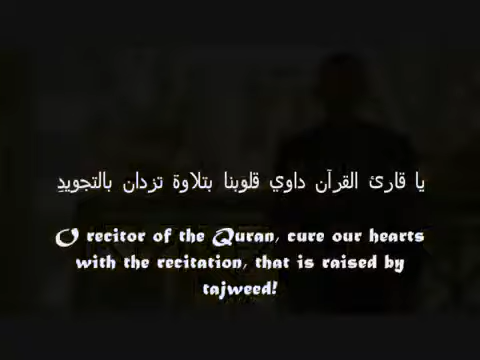 يا قارئ القرآن داوي قلوبنا بتلاوة تزدان بالتجويدِ
O recitor of the Quran, cure our hearts
with the recitation, that is raised by
tajweed!